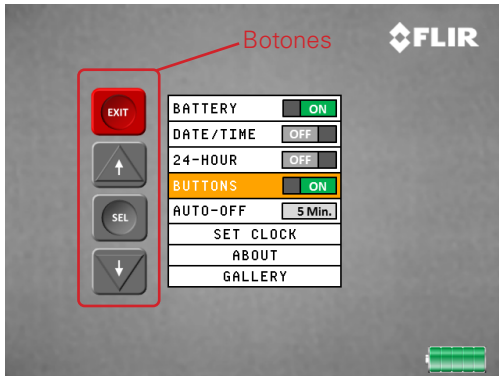 Botones
FLIR
EXIT
SEL
BATTERY ON
DATE/TIME OFF
24-HOUR OFF
BUTTONS ON
AUTO-OFF 5 Min.
SET CLOCK
ABOUT
GALLERY